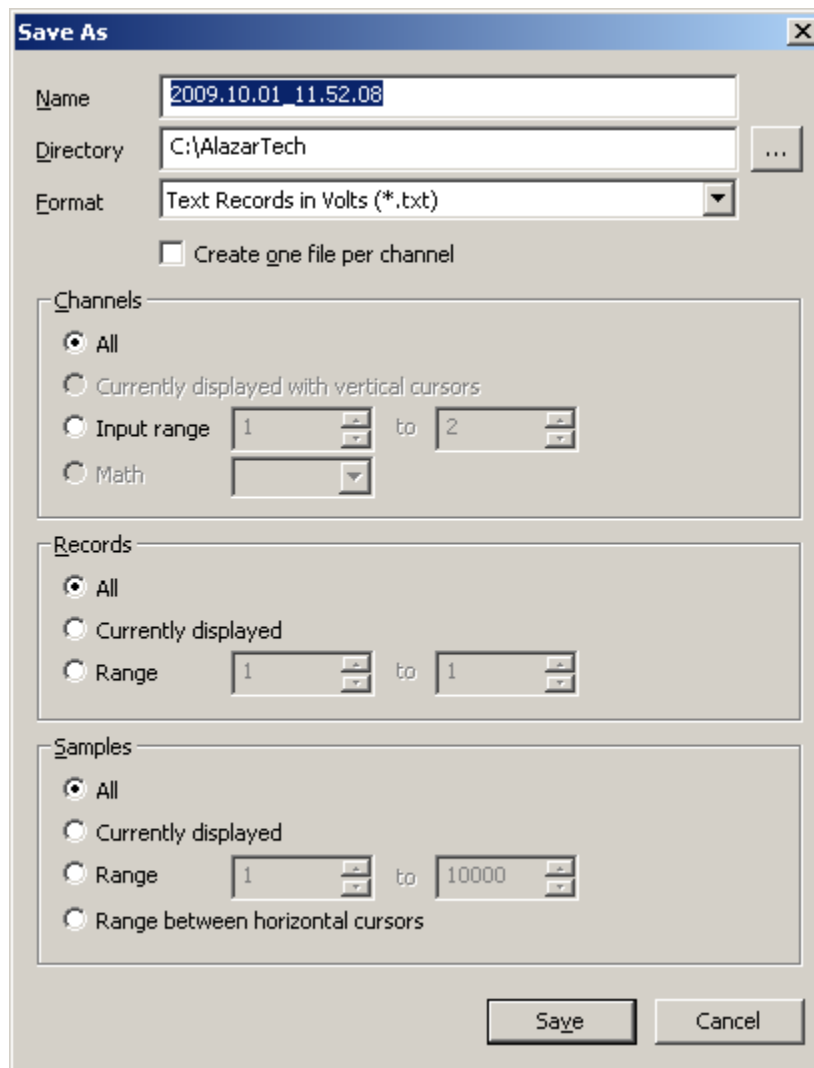 Save As
Name 2009.10.01_11.52.08
Directory C:\AlazarTech ...
Format Text Records in Volts (*.txt)
Create one file per channel
Channels
All
Currently displayed with vertical cursors
Input range 1 to 2
Math
Records
All
Currently displayed
Range 1 to 1
Samples
All
Currently displayed
Range 1 to 10000
Range between horizontal cursors
Save Cancel